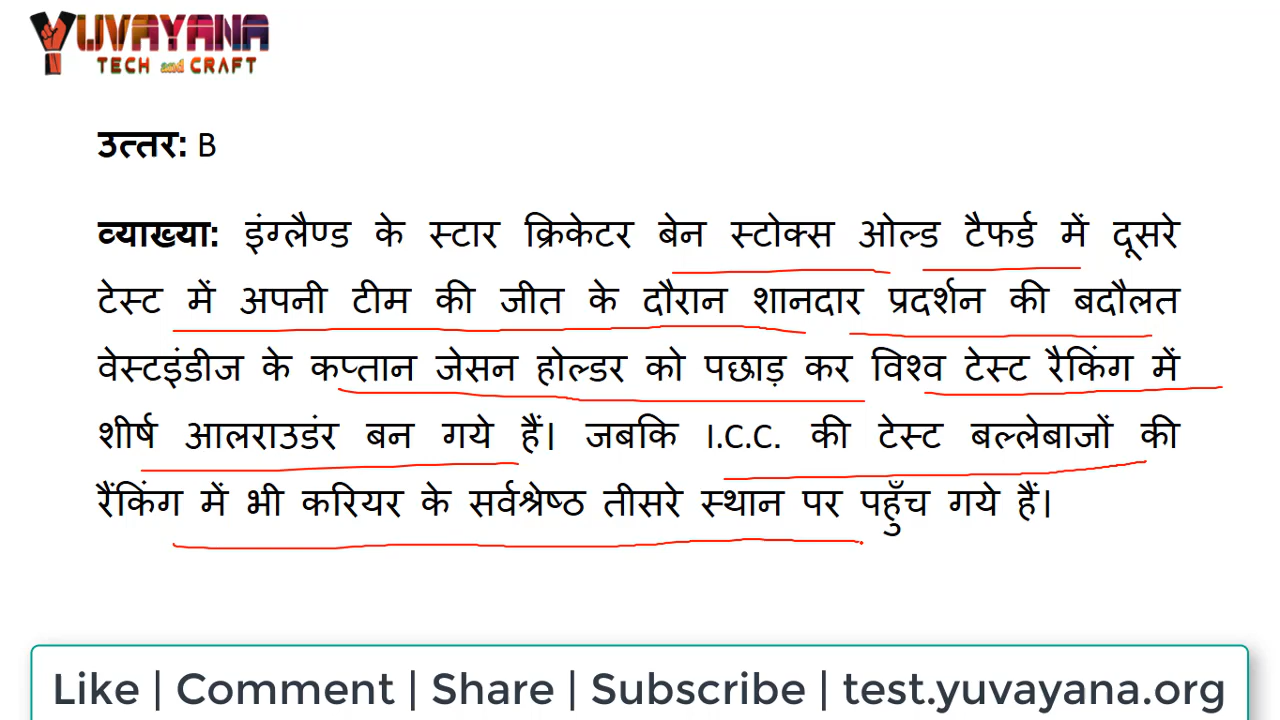 YUVAYANA
TECH and CRAFT
उत्तर: B
व्याख्या: इंग्लैण्ड के स्टार क्रिकेटर बेन स्टोक्स ओल्ड टैफर्ड में दूसरे
टेस्ट में अपनी टीम की जीत के दौरान शानदार प्रदर्शन की बदौलत
वेस्टइंडीज के कप्तान जेसन होल्डर को पछाड़ कर विश्व टेस्ट रैकिंग में
शीर्ष आलराउडंर बन गये हैं। जबकि I.C.C. की टेस्ट बल्लेबाजों की
रैंकिंग में भी करियर के सर्वश्रेष्ठ तीसरे स्थान पर पहुँच गये हैं।
Like | Comment | Share | Subscribe | test.yuvayana.org